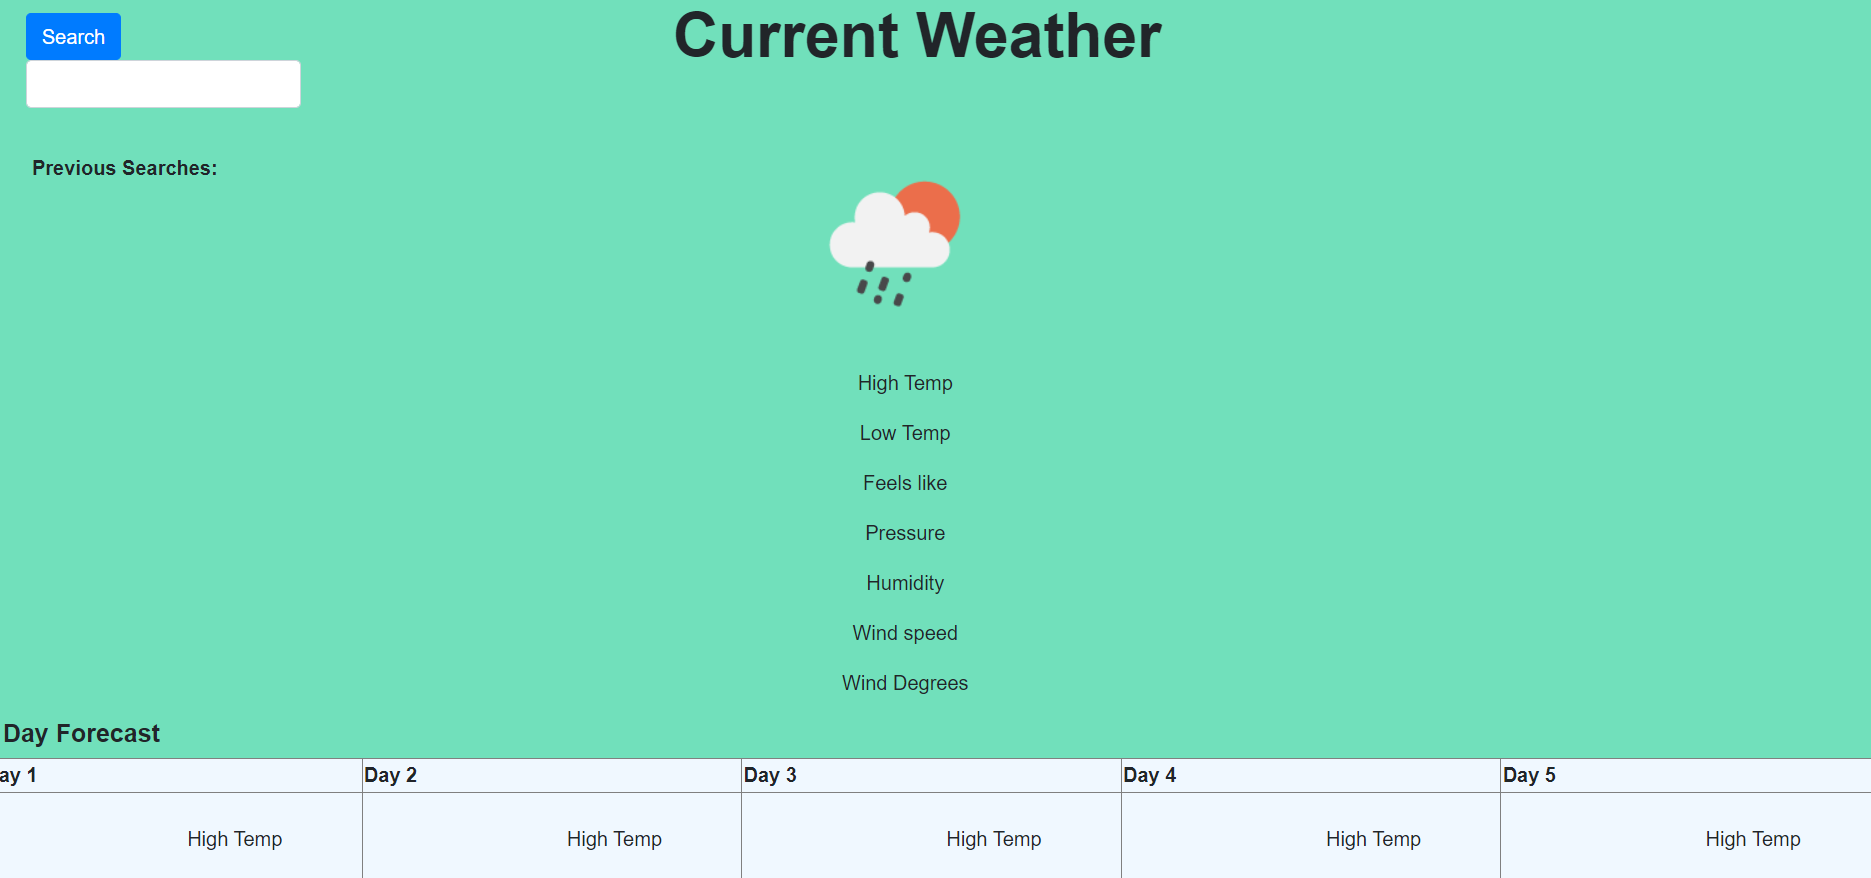 Search
Current Weather
Previous Searches:
High Temp
Low Temp
Feels like
Pressure
Humidity
Wind speed
Wind Degrees
Day Forecast
ay 1 Day 2 Day 3 Day 4 Day 5
High Temp High Temp High Temp High Temp High Temp